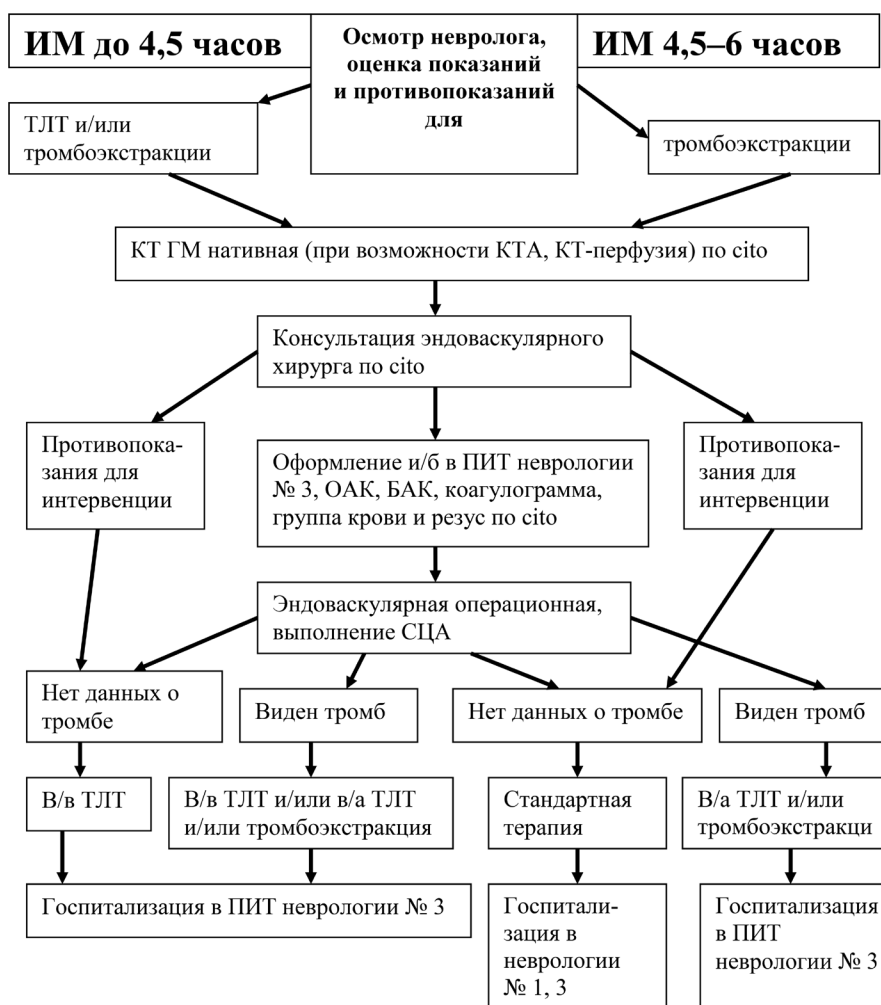 ИМ до 4,5 часов
Осмотр невролога,
оценка показаний
и противопоказаний
для
ИМ 4,5–6 часов
ТЛТ и/или
тромбоэкстракции
тромбоэкстракции
КТ ГМ нативная (при возможности КТА, КТ-перфузия) по cito
Консультация эндоваскулярного
хирурга по cito
Противопока-
зания для
интервенции
Оформление и/б в ПИТ неврологии
№ 3, ОАК, БАК, коагулограмма,
группа крови и резус по cito
Противопока-
зания для
интервенции
Эндоваскулярная операционная,
выполнение СЦА
Нет данных о
тромбе
Виден тромб
Нет данных о тромбе
Виден тромб
В/в ТЛТ
В/в ТЛТ и/или в/а ТЛТ
и/или тромбоэкстракция
Стандартная
терапия
В/а ТЛТ и/или
тромбоэкстракци
Госпитализация в ПИТ неврологии № 3
Госпитали-
зация в
неврологии
№ 1, 3
Госпитализация
в ПИТ
неврологии № 3